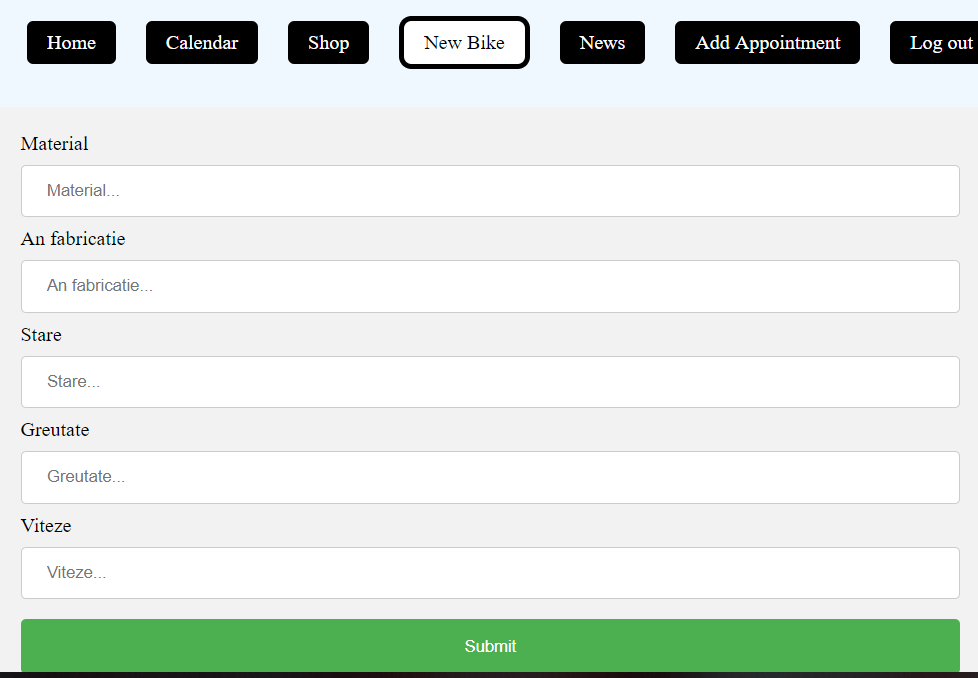 Home Calendar Shop New Bike News Add Appointment Log out
Material
Material...
An fabricatie
An fabricatie...
Stare
Stare...
Greutate
Greutate...
Viteze
Viteze...
Submit